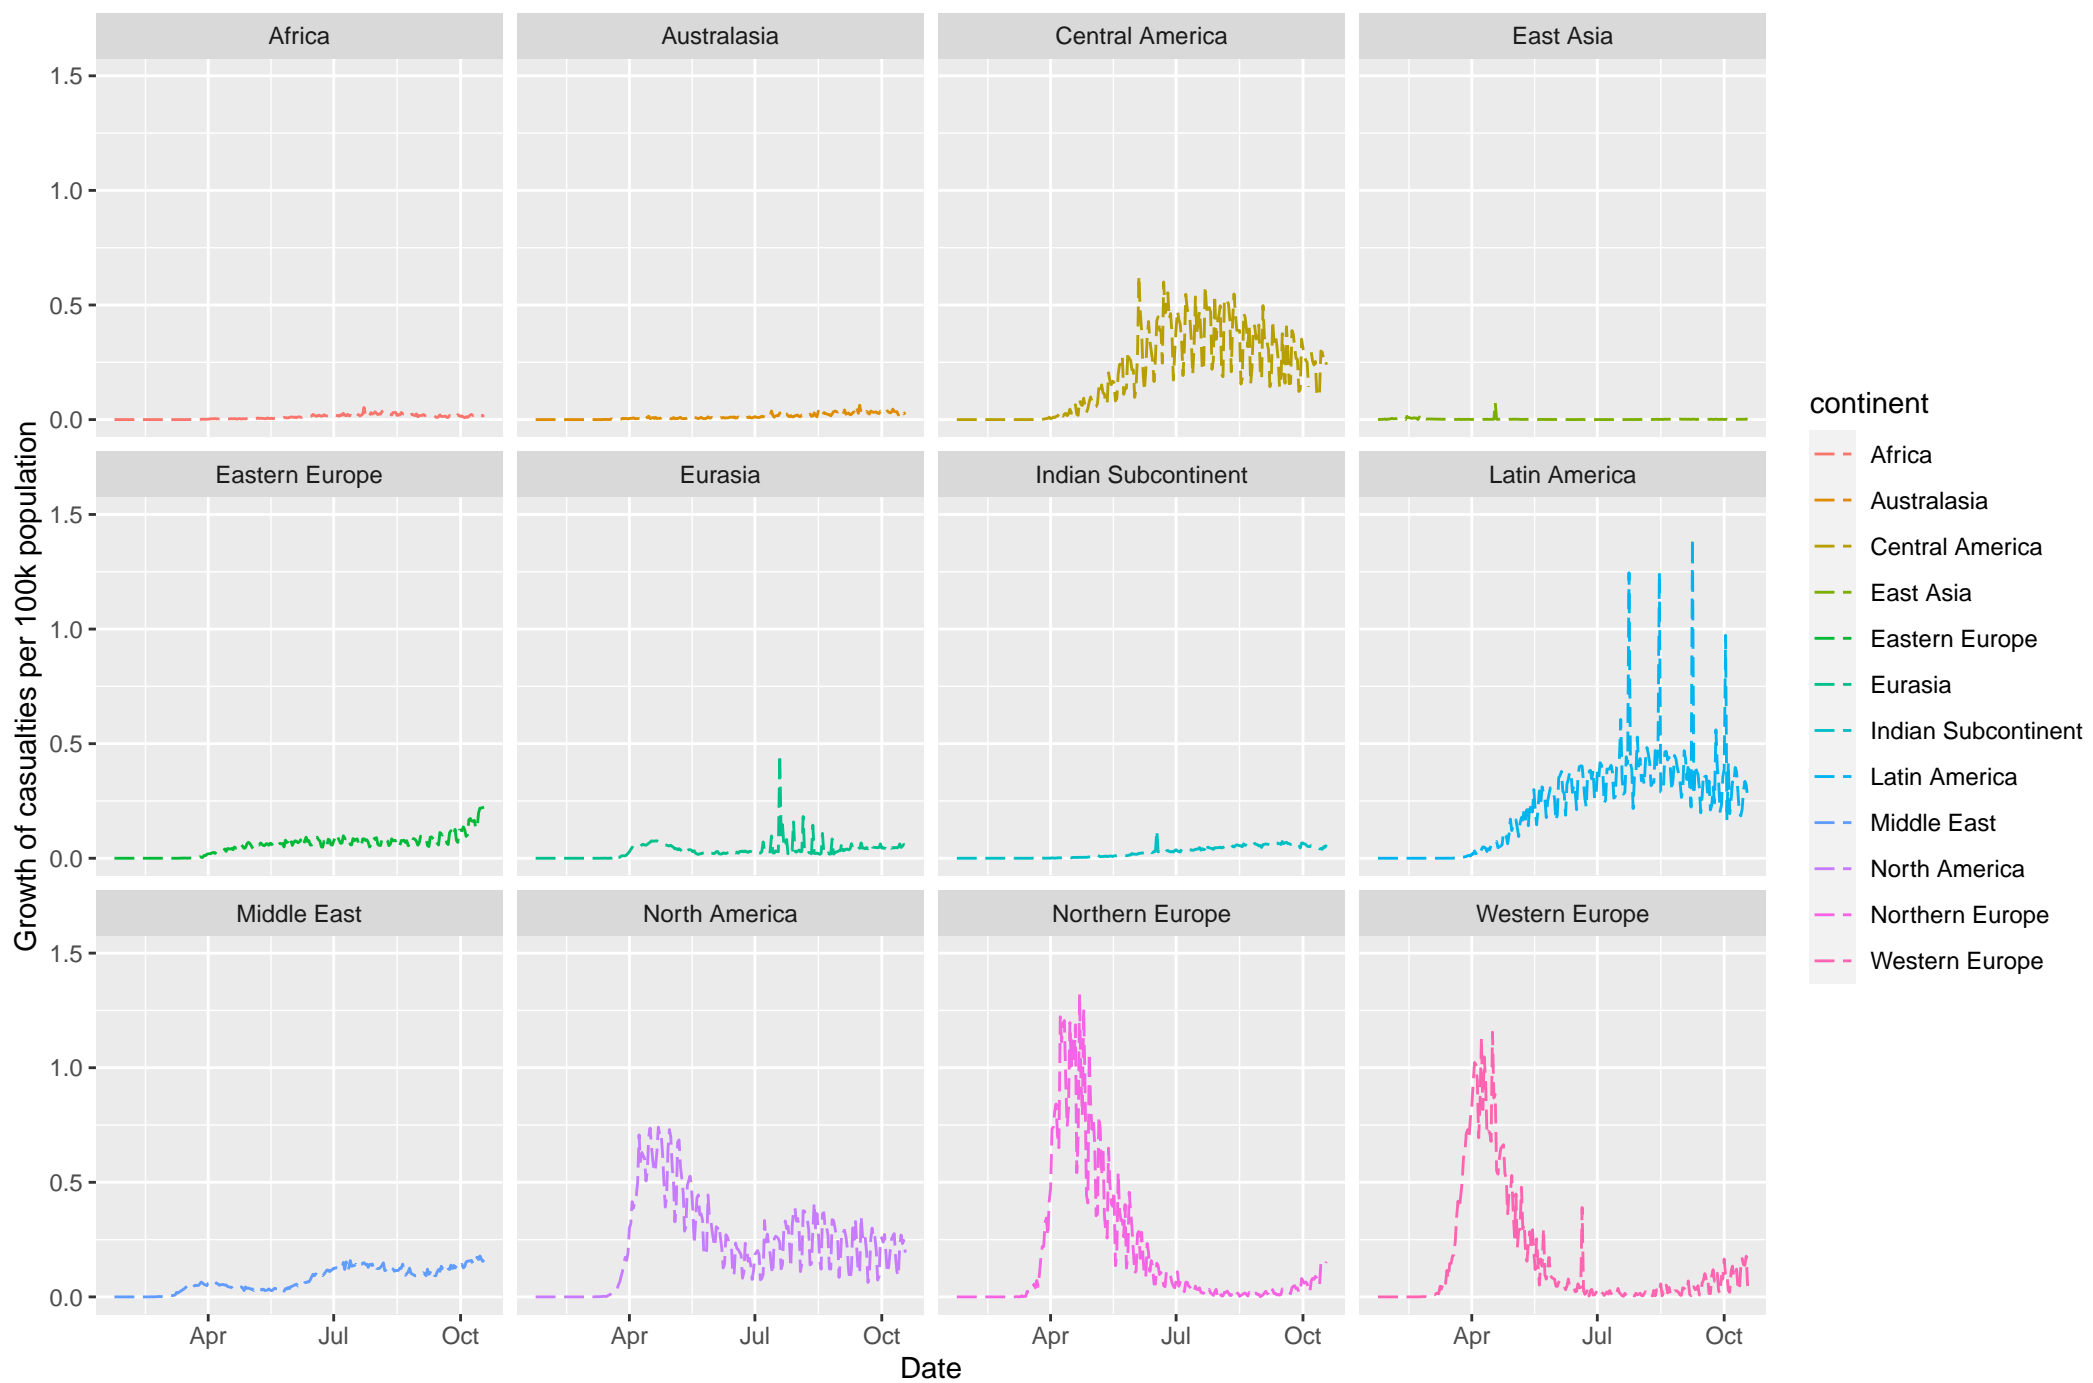 Africa
Australasia
Central America
East Asia
1.5
1.0
0.5
0.0
Eastern Europe
Eurasia
Indian Subcontinent
Latin America
1.5
1.0
0.5
0.0
Middle East
North America
Northern Europe
Western Europe
1.5
1.0
0.5
0.0
Apr Jul Oct
Apr Jul Oct
Apr Jul Oct
Apr Jul Oct
Date
Growth of casualties per 100k population
continent
Africa
Australasia
Central America
East Asia
Eastern Europe
Eurasia
Indian Subcontinent
Latin America
Middle East
North America
Northern Europe
Western Europe